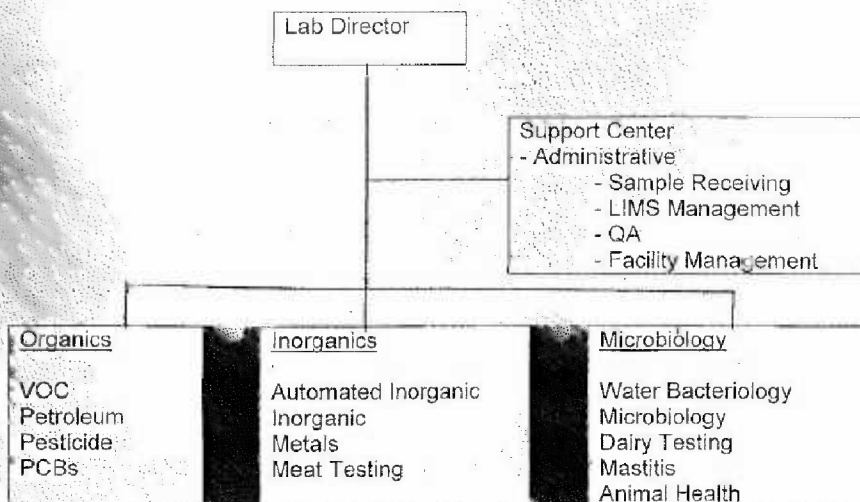 Lab Director
Support Center
- Administrative
- Sample Receiving
- LIMS Management
- QA
- Facility Management
Organics
VOC
Petroleum
Pesticide
PCBs
Inorganics
Automated Inorganic
Inorganic
Metals
Meat Testing
Microbiology
Water Bacteriology
Microbiology
Dairy Testing
Mastitis
Animal Health